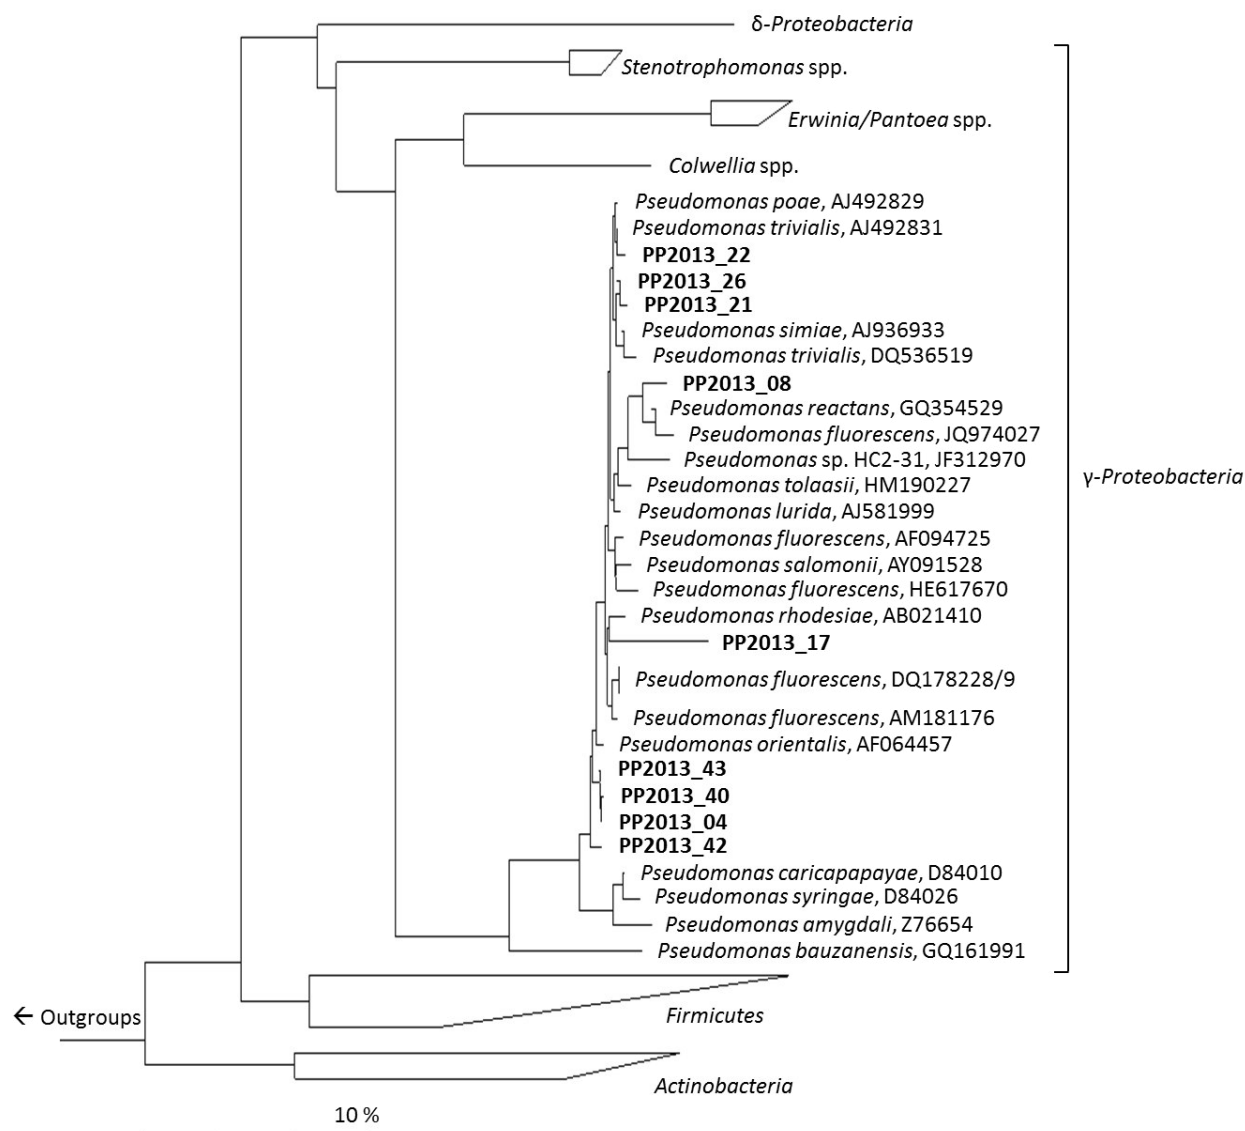 δ-Proteobacteria
Stenotrophomonas spp.
Erwinia/Pantoea spp.
Colwellia spp.
Pseudomonas poae, AJ492829
Pseudomonas trivialis, AJ492831
PP2013_22
PP2013_26
PP2013_21
Pseudomonas simiae, AJ936933
Pseudomonas trivialis, DQ536519
PP2013_08
Pseudomonas reactans, GQ354529
Pseudomonas fluorescens, JQ974027
Pseudomonas sp. HC2-31, JF312970
Pseudomonas tolaasii, HM190227
γ-Proteobacteria
Pseudomonas lurida, AJ581999
Pseudomonas fluorescens, AF094725
Pseudomonas salomonii, AY091528
Pseudomonas fluorescens, HE617670
Pseudomonas rhodesiae, AB021410
PP2013_17
Pseudomonas fluorescens, DQ178228/9
Pseudomonas fluorescens, AM181176
Pseudomonas orientalis, AF064457
PP2013_43
PP2013_40
PP2013_04
PP2013_42
Pseudomonas caricapapayae, D84010
Pseudomonas syringae, D84026
Pseudomonas amygdali, Z76654
Pseudomonas bauzanensis, GQ161991
← Outgroups
Firmicutes
Actinobacteria
10 %